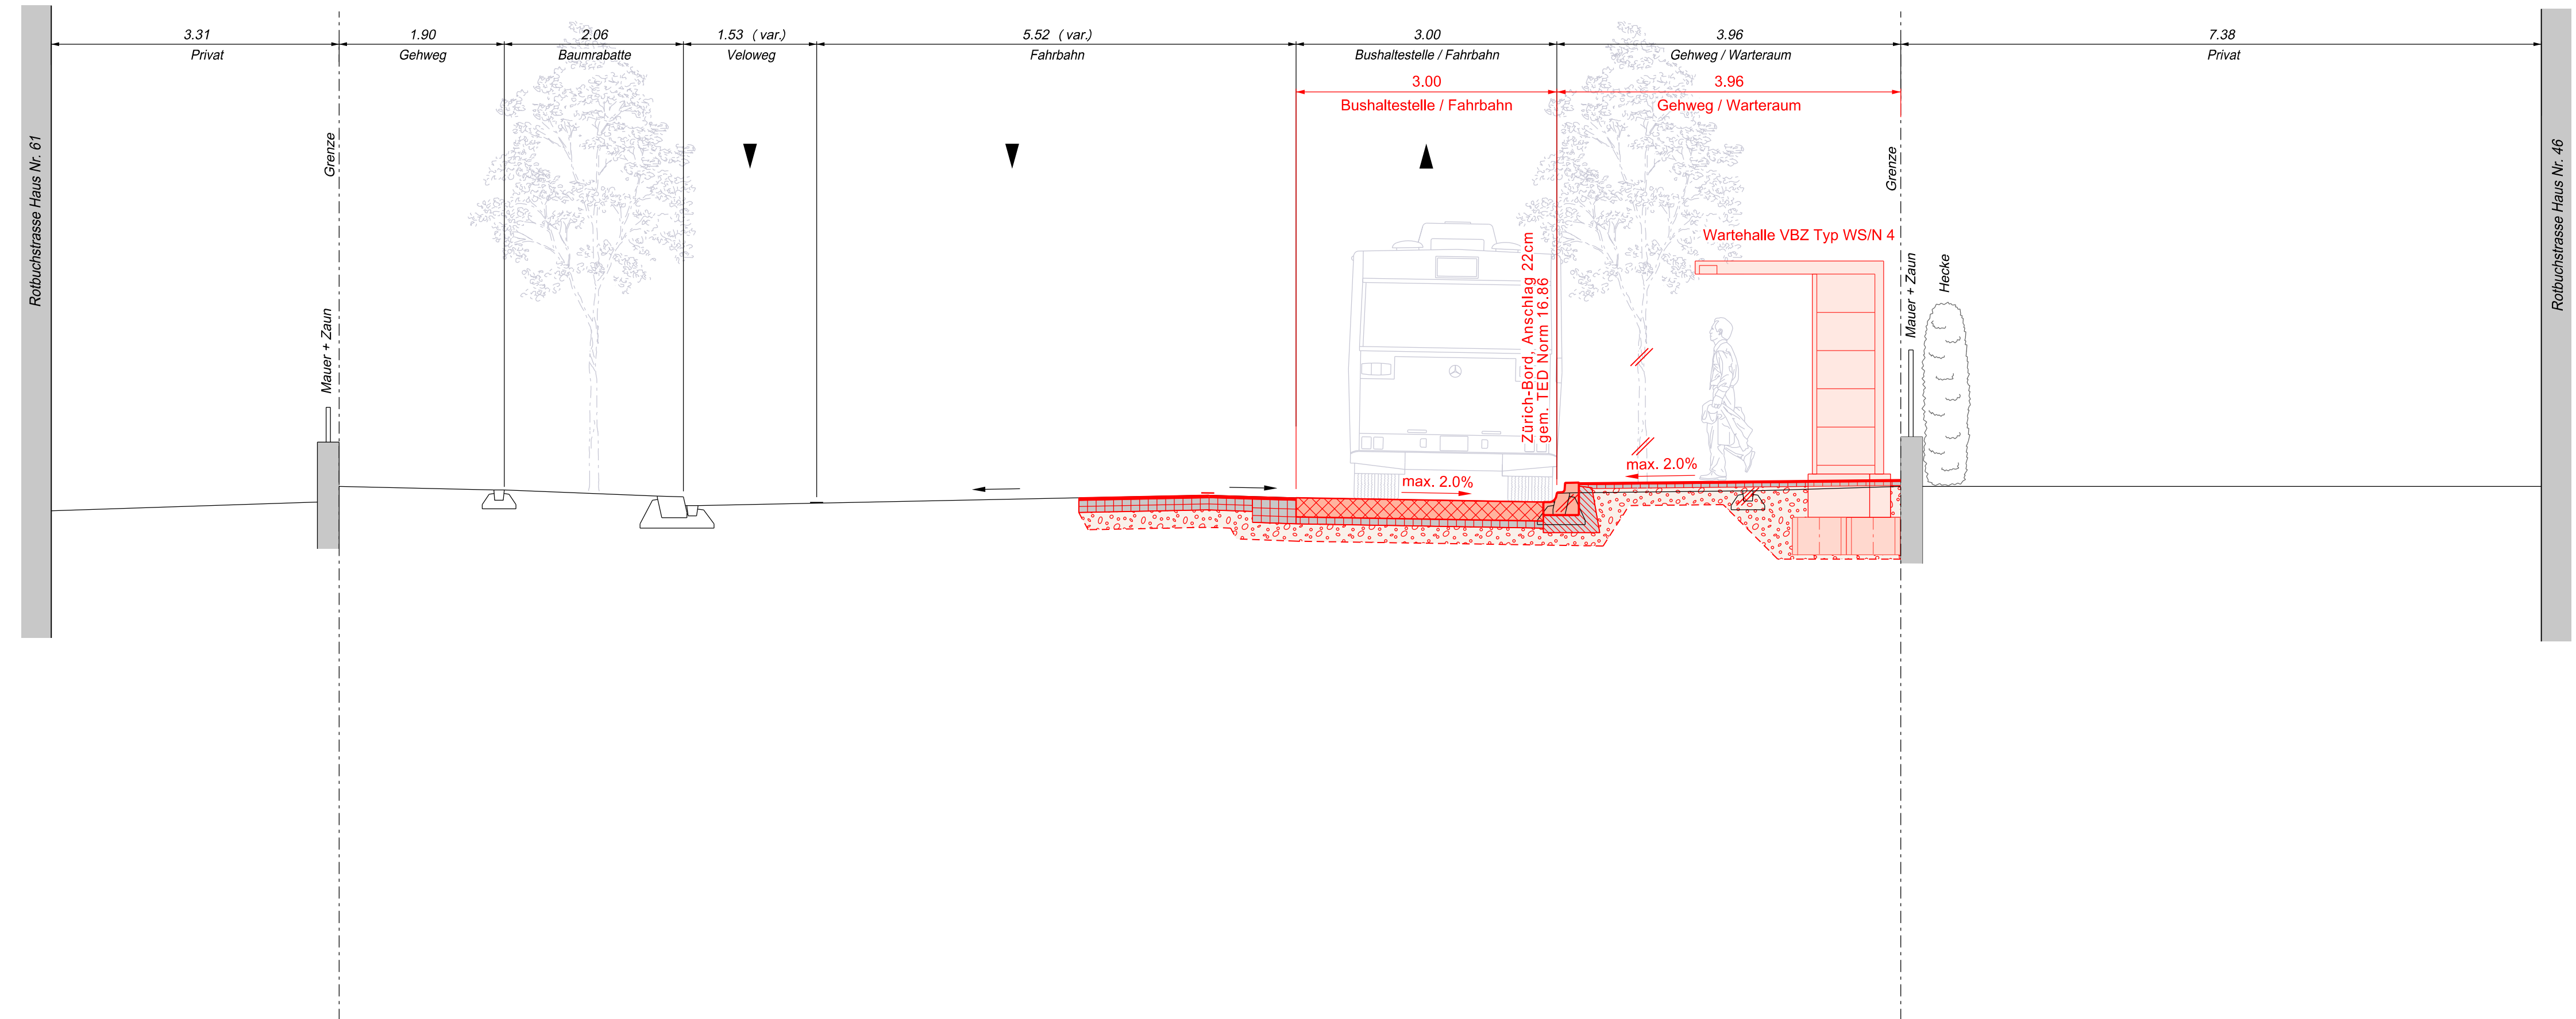 3.31
1.90
2.06
1.53 ( var.)
5.52 ( var.)
3.00
3.96
7.38
Privat
Gehweg
Baumrabatte
Veloweg
Fahrbahn
Bushaltestelle / Fahrbahn
Gehweg / Warteraum
Privat
3.00
3.96
Bushaltestelle / Fahrbahn
Gehweg / Warteraum
Rotbuchstrasse Haus Nr. 61
Grenze
Mauer + Zaun
Zürich-Bord, Anschlag 22cm
gem. TED Norm 16.86
Wartehalle VBZ Typ WS/N 4
Grenze
Mauer + Zaun
Hecke
Rotbuchstrasse Haus Nr. 46
max. 2.0%
max. 2.0%